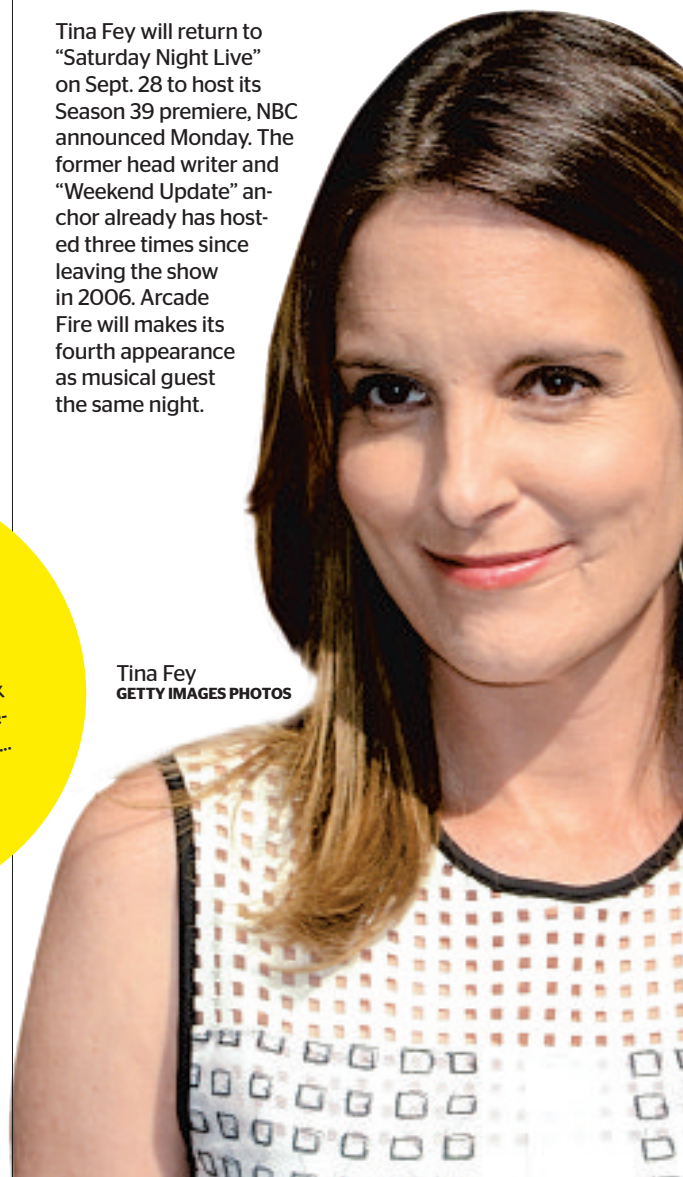 Tina Fey will return to
“Saturday Night Live”
on Sept. 28 to host its
Season 39 premiere, NBC
announced Monday. The
former head writer and
“Weekend Update” an-
chor already has host-
ed three times since
leaving the show
in 2006. Arcade
Fire will makes its
fourth appearance
as musical guest
the same night.
Tina Fey
GETTY IMAGES PHOTOS